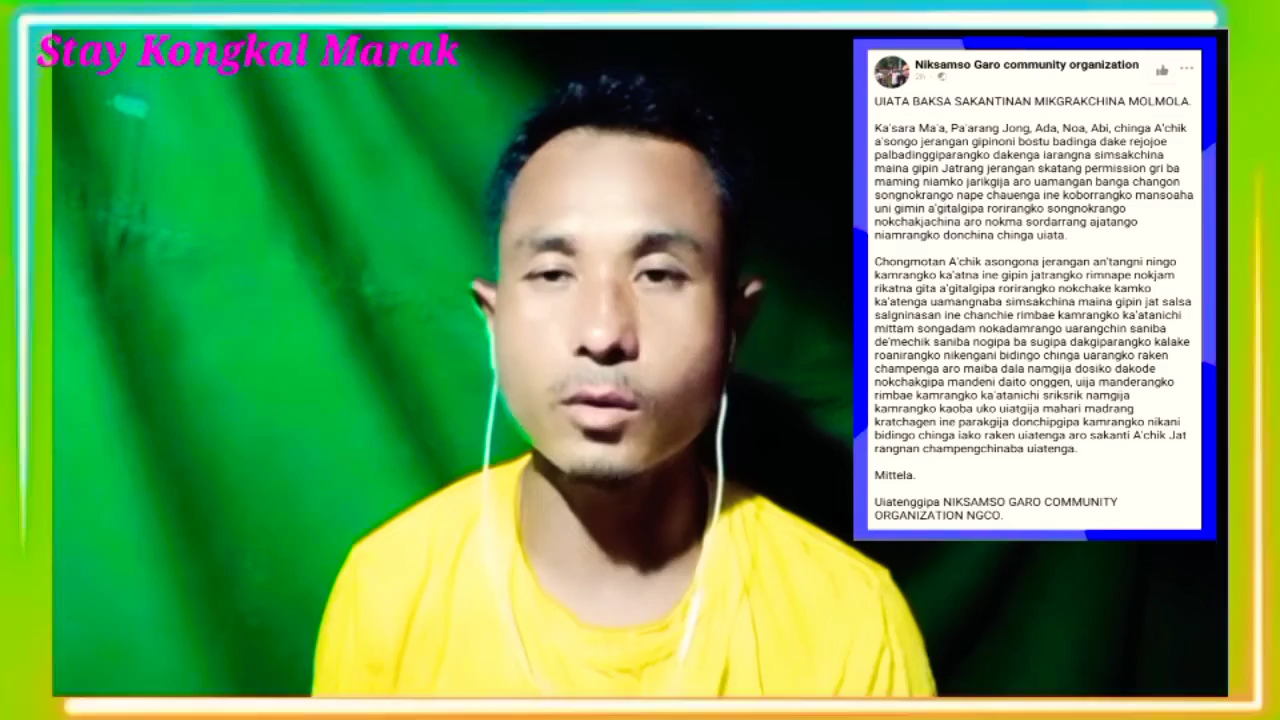 Stay Kongkal Marak
Niksamso Garo community organization
2h
UIATA BAKSA SAKANTINAN MIKGRAKCHINA MOLMOLA.
Ka'sara Ma'a, Pa'arang Jong, Ada, Noa, Abi, chinga A'chik
a'songo jerangan gipinoni bostu badinga dake rejojoe
palbadinggiparangko dakenga iarangna simsakchina
maina gipin Jatrang jerangan skatang permission gri ba
maming niamko jarikgija aro uamangan banga changon
songnokrango nape chauenga ine koborrangko mansoaha
uni gimin a'gitalgipa rorirangko songnokrango
nokchakjachina aro nokma sordarrang ajatango
niamrangko donchina chinga uiata.
Chongmotan A'chik asongona jerangan an'tangni ningo
kamrangko ka'atna ine gipin jatrangko rimnape nokjam
rikatna gita a'gitalgipa rorirangko nokchake kamko
ka'atenga uamangnaba simsakchina maina gipin jat salsa
salgninasan ine chanchie rimbae kamrangko ka'atanichi
mittam songadam nokadamrango uarangchin saniba
de'mechik saniba nogipa ba sugipa dakgiparangko kalake
roanirangko nikengani bidingo chinga uarangko raken
champenga aro maiba dala namgija dosiko dakode
nokchakgipa mandeni daito onggen, uija manderangko
rimbae kamrangko ka'atanichi sriksrik namgija
kamrangko kaoba uko uiatgija mahari madrang
kratchagen ine parakgija donchipgipa kamrangko nikani
bidingo chinga iako raken uiatenga aro sakanti A'chik Jat
rangnan champengchinaba uiatenga.
Mittela.
Uiatenggipa NIKSAMSO GARO COMMUNITY
ORGANIZATION NGCO.